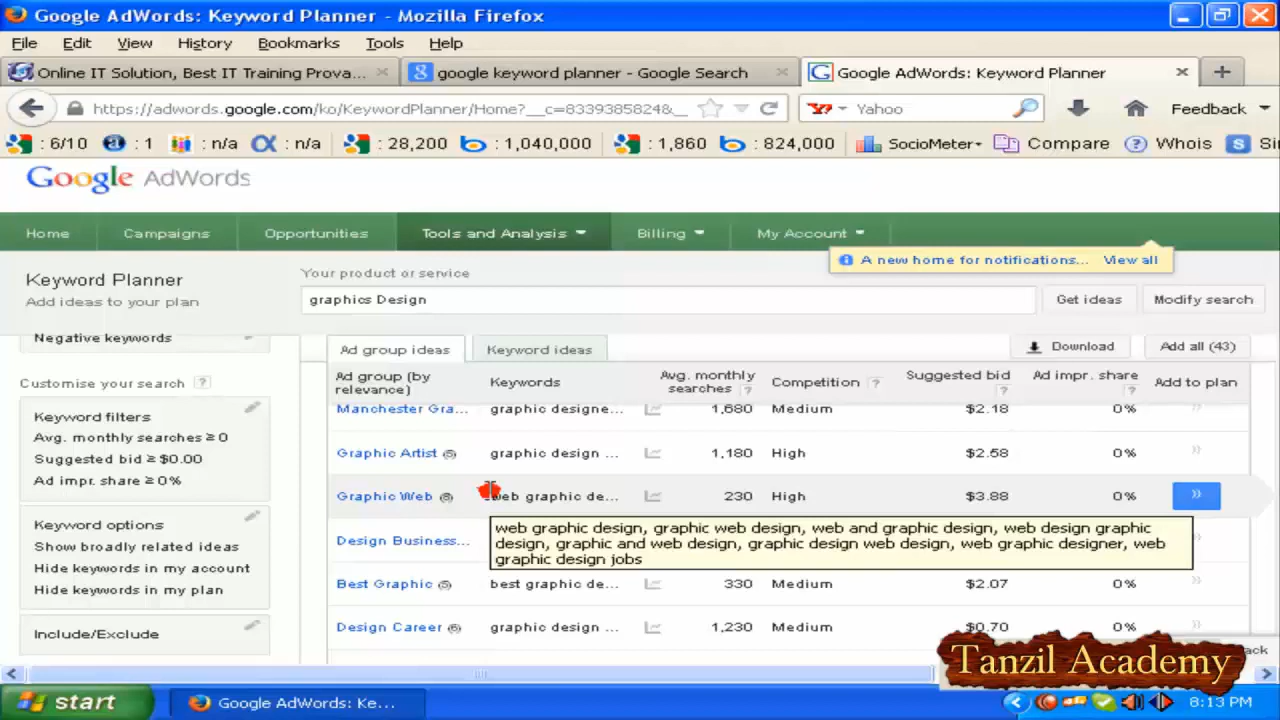 Google AdWords: Keyword Planner - Mozilla Firefox
File Edit View History Bookmarks Tools Help
Online IT Solution, Best IT Training Prova... google keyword planner - Google Search Google AdWords: Keyword Planner
https://adwords.google.com/ko/KeywordPlanner/Home?__c=8339385824&_ Yahoo Feedback
: 6/10 : 1 : n/a : n/a : 28,200 : 1,040,000 : 1,860 : 824,000 SocioMeter Compare Whois
Google AdWords
Home Campaigns Opportunities Tools and Analysis Billing My Account
A new home for notifications... View all
Keyword Planner
Add ideas to your plan
Your product or service
graphics Design Get ideas Modify search
Negative keywords
Customise your search ?
Keyword filters
Avg. monthly searches ≥ 0
Suggested bid ≥ $0.00
Ad impr. share ≥ 0%
Keyword options
Show broadly related ideas
Hide keywords in my account
Hide keywords in my plan
Include/Exclude
Ad group ideas Keyword ideas Download Add all (43)
Ad group (by relevance) Keywords Avg. monthly searches ? Competition ? Suggested bid ? Ad impr. share ? Add to plan
Manchester Gra... graphic designe... 1,680 Medium $2.18 0%
Graphic Artist graphic design ... 1,180 High $2.58 0%
Graphic Web web graphic de... 230 High $3.88 0% »
web graphic design, graphic web design, web and graphic design, web design graphic
design, graphic and web design, graphic design web design, web graphic designer, web
graphic design jobs
Design Business...
Best Graphic best graphic de... 330 Medium $2.07 0%
Design Career graphic design ... 1,230 Medium $0.70 0%
Tanzil Academy
start Google AdWords: Ke... 8:13 PM